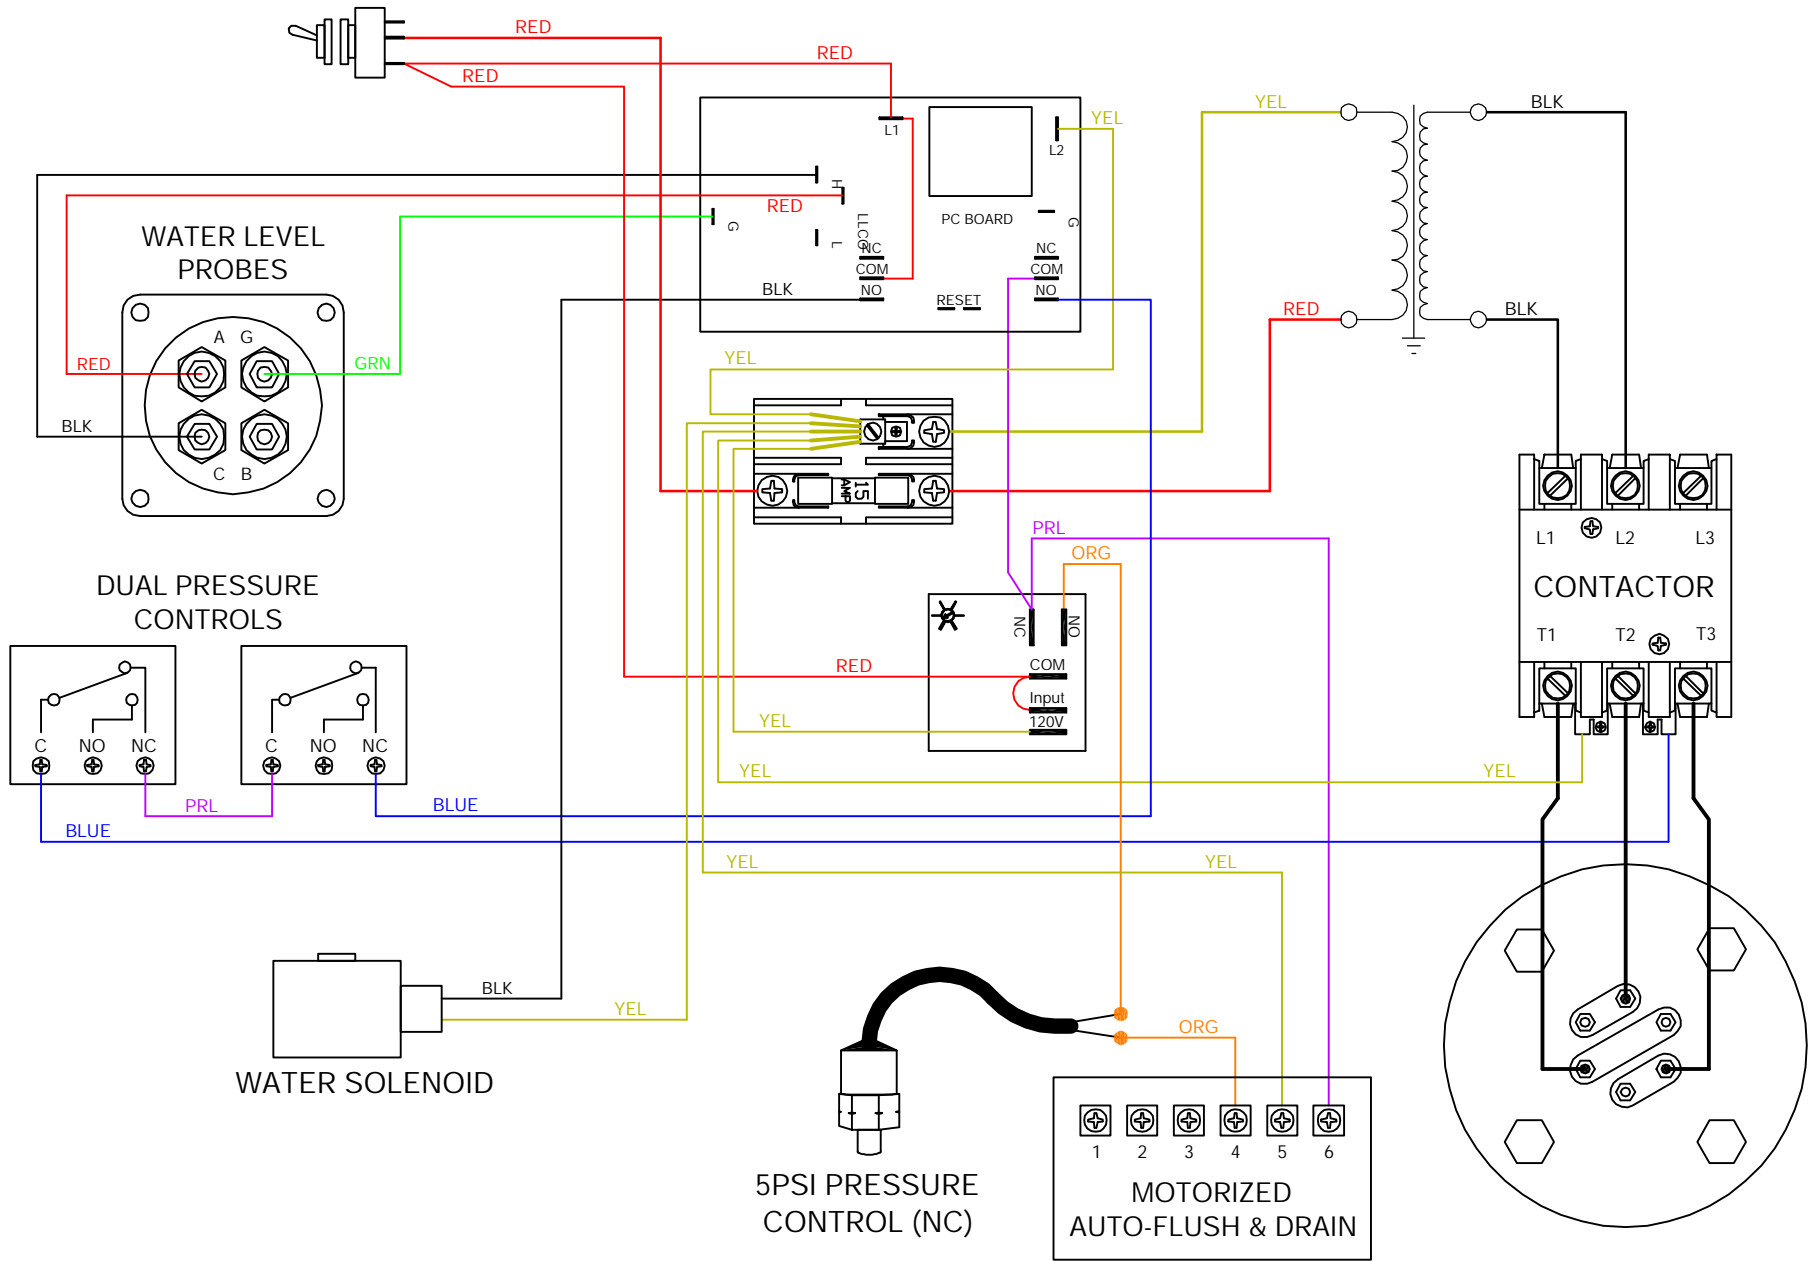 RED
RED
RED
YEL
YEL
BLK
L1
L2
H
RED
G
L
LLCO
PC BOARD
G
NC
COM
NO
NC
COM
NO
RESET
BLK
RED
BLK
WATER LEVEL
PROBES
A G
RED
GRN
BLK
C B
YEL
15
AMP
PRL
ORG
L1 L2 L3
CONTACTOR
T1 T2 T3
DUAL PRESSURE
CONTROLS
C NO NC
C NO NC
NC
NO
RED
COM
Input
120V
YEL
YEL
YEL
PRL
BLUE
BLUE
YEL
YEL
BLK
YEL
WATER SOLENOID
ORG
5PSI PRESSURE
CONTROL (NC)
1 2 3 4 5 6
MOTORIZED
AUTO-FLUSH & DRAIN